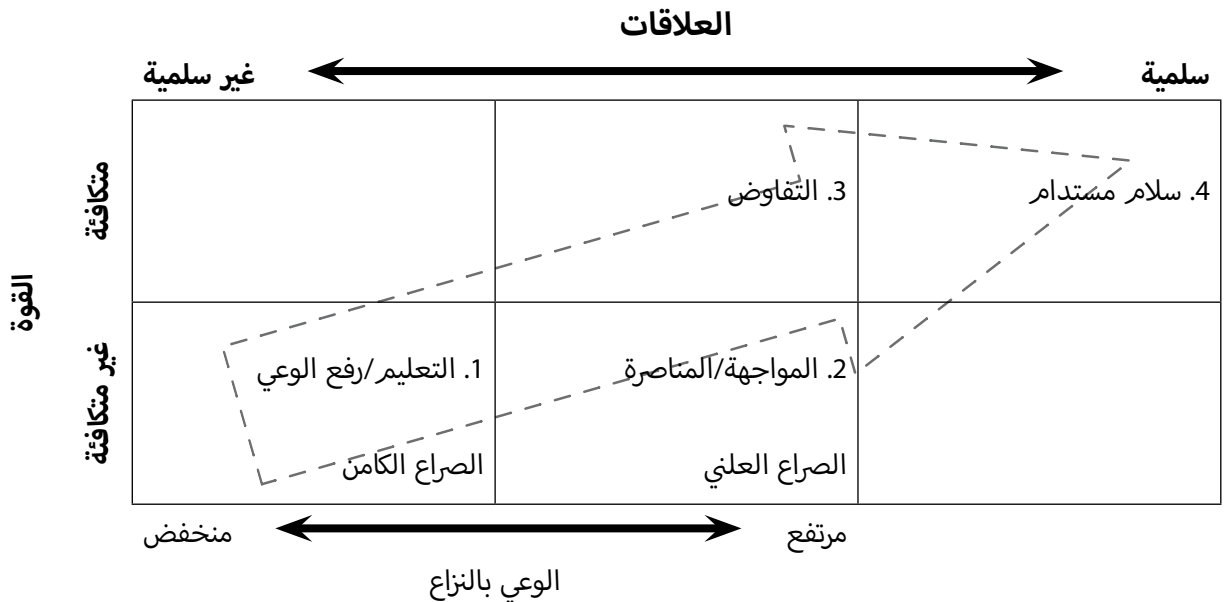 العلاقات
سلمية
غير سلمية
القوة
متكافئة
غير متكافئة
4. سلام مستدام
3. التفاوض
2. المواجهة/المناصرة
1. التعليم/رفع الوعي
الصراع العلني
الصراع الكامن
مرتفع
منخفض
الوعي بالنزاع